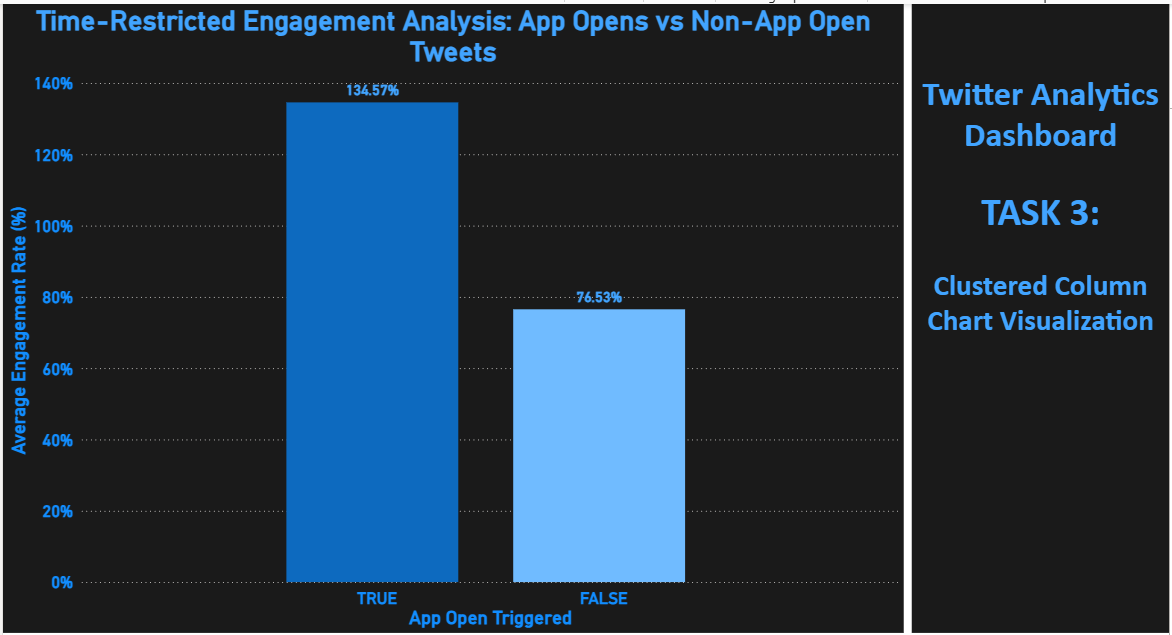 Time-Restricted Engagement Analysis: App Opens vs Non-App Open
Tweets
140%
120%
100%
80%
60%
40%
20%
0%
Average Engagement Rate (%)
134.57%
76.53%
TRUE
FALSE
App Open Triggered
Twitter Analytics
Dashboard
TASK 3:
Clustered Column
Chart Visualization